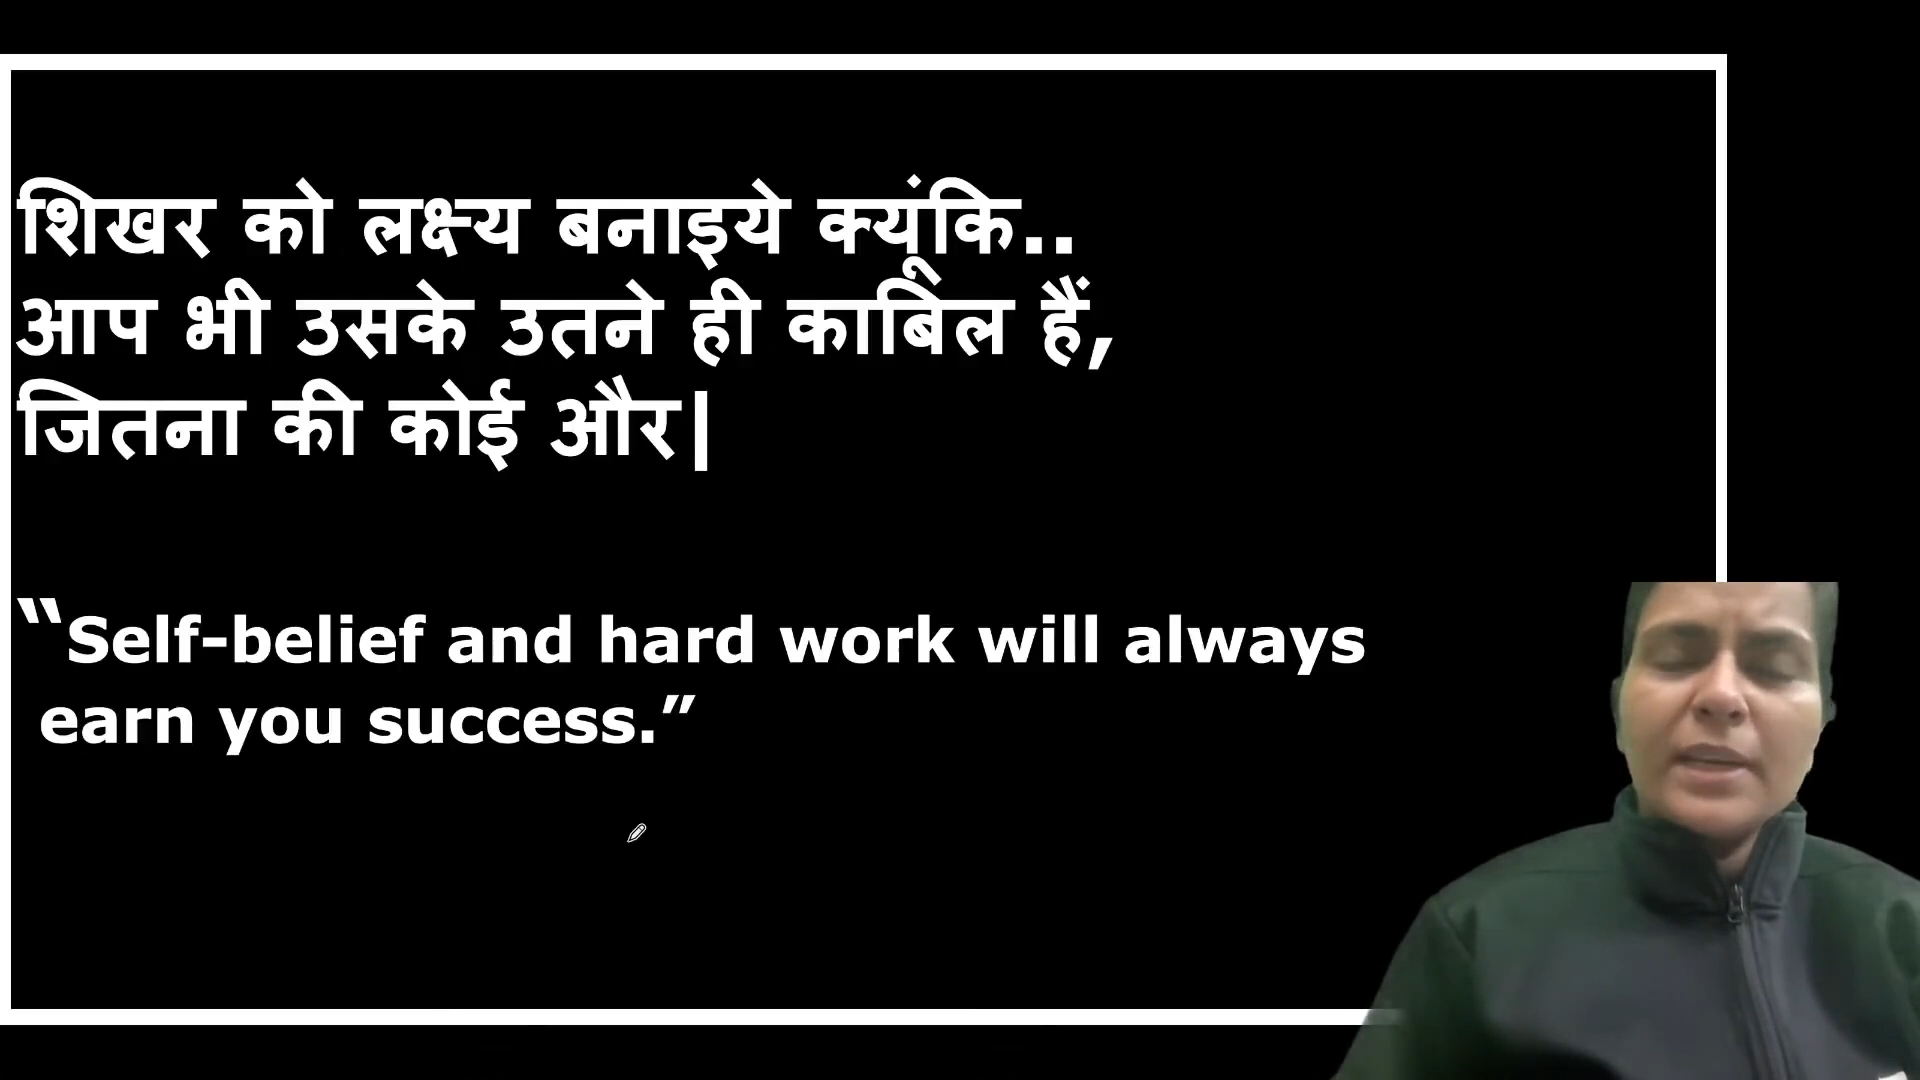 शिखर को लक्ष्य बनाइये क्यूंकि..
आप भी उसके उतने ही काबिल हैं,
जितना की कोई और|
“Self-belief and hard work will always
earn you success.”